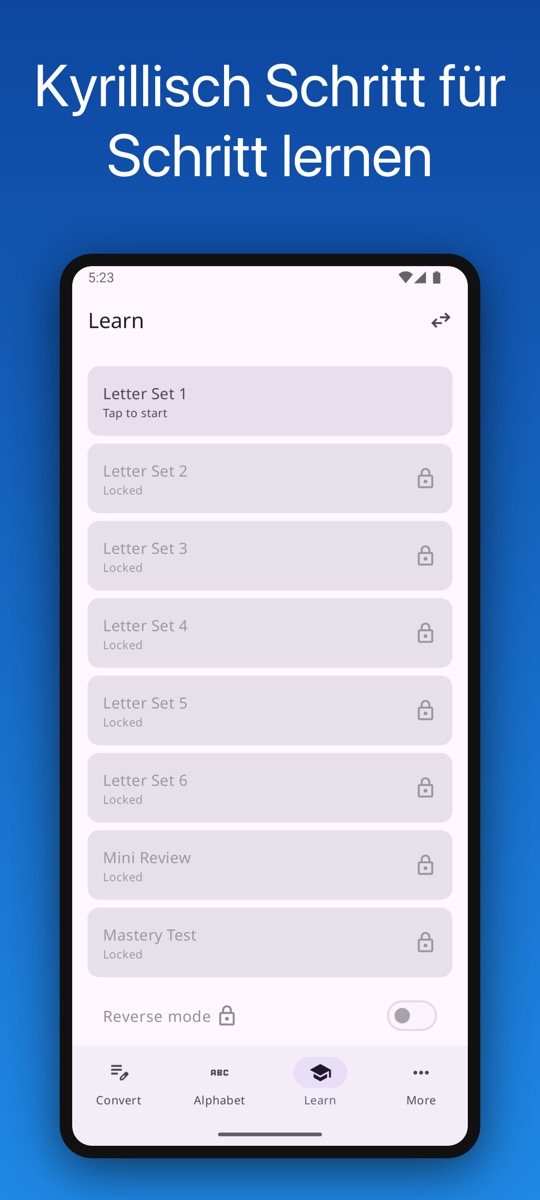 Kyrillisch Schritt für
Schritt lernen
5:23
Learn
Letter Set 1
Tap to start
Letter Set 2
Locked
Letter Set 3
Locked
Letter Set 4
Locked
Letter Set 5
Locked
Letter Set 6
Locked
Mini Review
Locked
Mastery Test
Locked
Reverse mode
ABC
Convert Alphabet Learn More